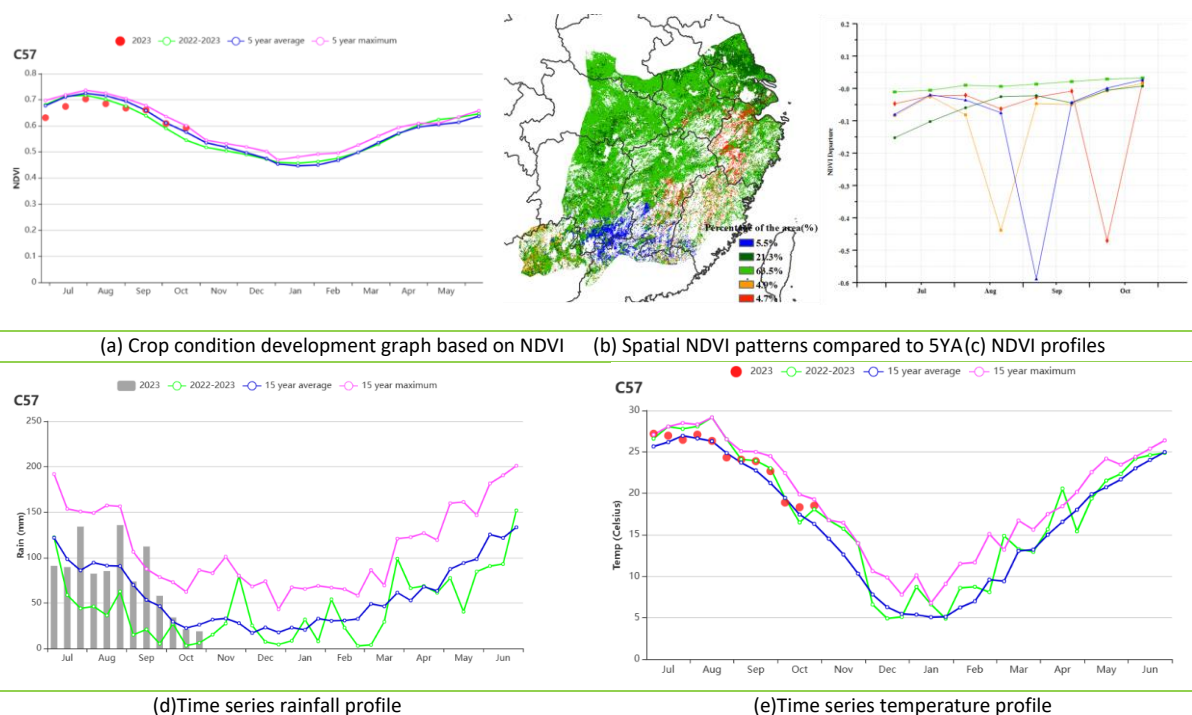 2023 2022-2023 5 year average 5 year maximum
C57
0.8
0.7
0.6
0.5
0.4
0.3
0.2
0.1
0
NDVI
Jul Aug Sep Oct Nov Dec Jan Feb Mar Apr May
Percentage of the area(%)
5.5%
21.3%
63.5%
4.9%
4.7%
0.2
0.1
-0.0
-0.1
-0.2
-0.3
-0.4
-0.5
-0.6
NDVI Departure
Jul Aug Sep Oct
(a) Crop condition development graph based on NDVI (b) Spatial NDVI patterns compared to 5YA (c) NDVI profiles
2023 2022-2023 15 year average 15 year maximum
C57
250
200
150
100
50
0
Rain (mm)
Jul Aug Sep Oct Nov Dec Jan Feb Mar Apr May Jun
2023 2022-2023 15 year average 15 year maximum
C57
30
25
20
15
10
5
0
Temp (Celsius)
Jul Aug Sep Oct Nov Dec Jan Feb Mar Apr May Jun
(d)Time series rainfall profile (e)Time series temperature profile